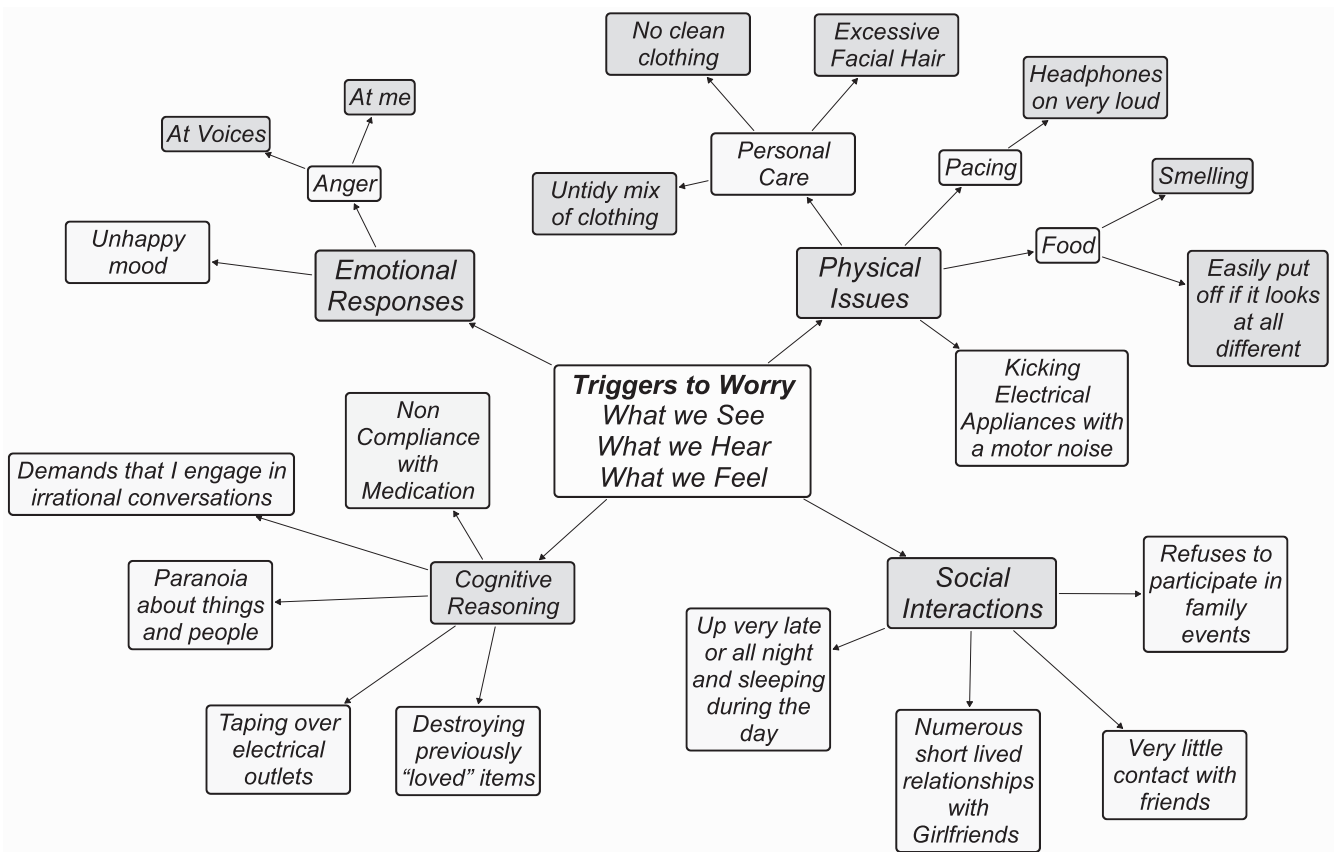 No clean
clothing
Excessive
Facial Hair
Headphones
on very loud
At me
At Voices
Anger
Personal
Care
Pacing
Smelling
Untidy mix
of clothing
Unhappy
mood
Food
Emotional
Responses
Physical
Issues
Easily put
off if it looks
at all
different
Kicking
Electrical
Appliances with
a motor noise
Triggers to Worry
What we See
What we Hear
What we Feel
Non
Compliance
with
Medication
Demands that I engage in
irrational conversations
Paranoia
about things
and people
Cognitive
Reasoning
Social
Interactions
Refuses to
participate in
family
events
Up very late
or all night
and sleeping
during the
day
Taping over
electrical
outlets
Destroying
previously
“loved” items
Numerous
short lived
relationships
with
Girlfriends
Very little
contact with
friends